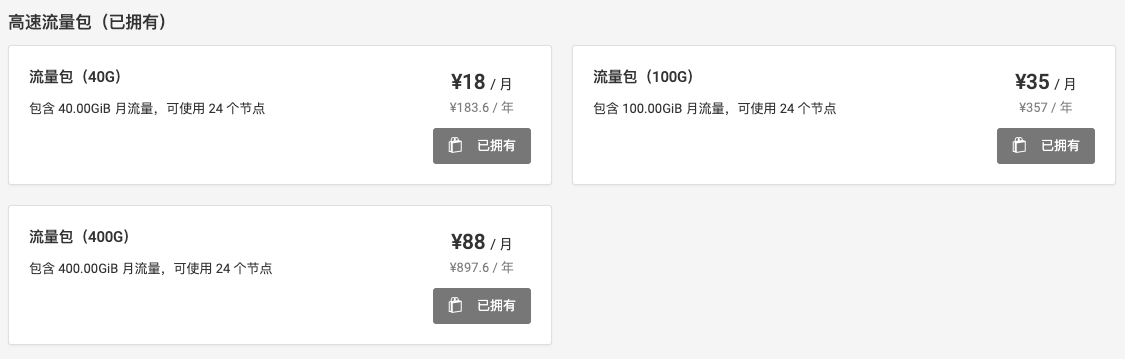 高速流量包（已拥有）
流量包（40G）
¥18 / 月
包含 40.00GiB 月流量，可使用 24 个节点
¥183.6 / 年
已拥有
流量包（100G）
¥35 / 月
包含 100.00GiB 月流量，可使用 24 个节点
¥357 / 年
已拥有
流量包（400G）
¥88 / 月
包含 400.00GiB 月流量，可使用 24 个节点
¥897.6 / 年
已拥有